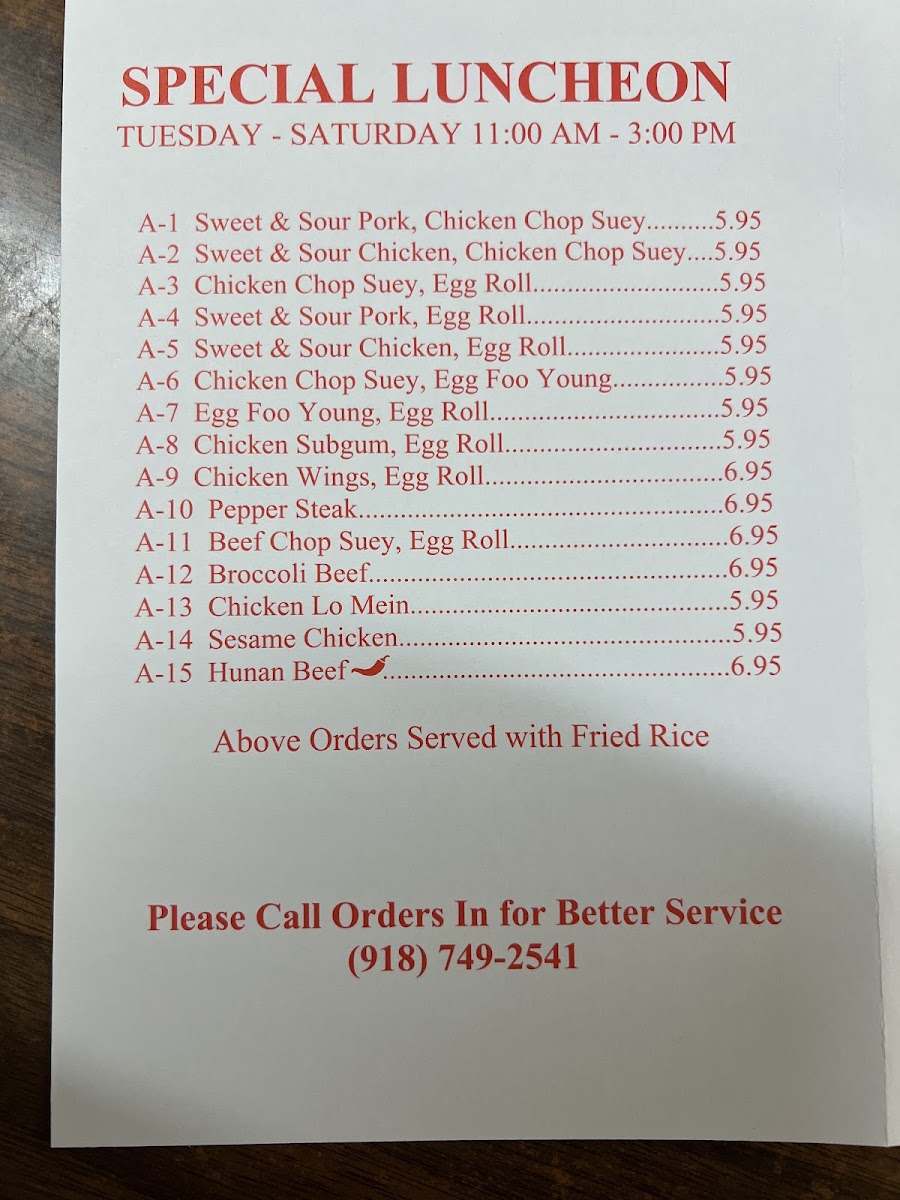 SPECIAL LUNCHEON
TUESDAY - SATURDAY 11:00 AM - 3:00 PM
A-1 Sweet & Sour Pork, Chicken Chop Suey..........5.95
A-2 Sweet & Sour Chicken, Chicken Chop Suey....5.95
A-3 Chicken Chop Suey, Egg Roll...........................5.95
A-4 Sweet & Sour Pork, Egg Roll............................5.95
A-5 Sweet & Sour Chicken, Egg Roll......................5.95
A-6 Chicken Chop Suey, Egg Foo Young................5.95
A-7 Egg Foo Young, Egg Roll.................................5.95
A-8 Chicken Subgum, Egg Roll...............................5.95
A-9 Chicken Wings, Egg Roll..................................6.95
A-10 Pepper Steak....................................................6.95
A-11 Beef Chop Suey, Egg Roll...............................6.95
A-12 Broccoli Beef...................................................6.95
A-13 Chicken Lo Mein.............................................5.95
A-14 Sesame Chicken...............................................5.95
A-15 Hunan Beef.................................................6.95
Above Orders Served with Fried Rice
Please Call Orders In for Better Service
(918) 749-2541